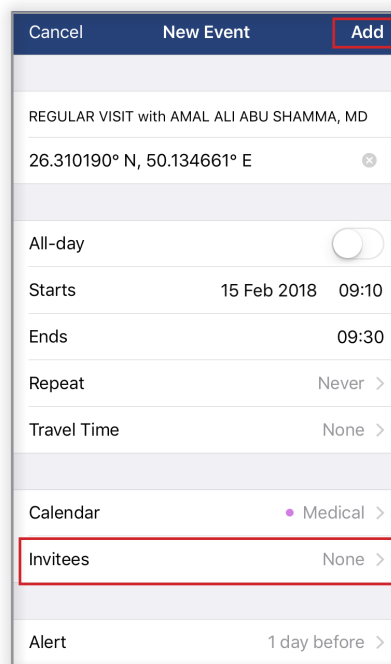 Cancel New Event Add
REGULAR VISIT with AMAL ALI ABU SHAMMA, MD
26.310190° N, 50.134661° E
All-day
Starts 15 Feb 2018 09:10
Ends 09:30
Repeat Never
Travel Time None
Calendar Medical
Invitees None
Alert 1 day before